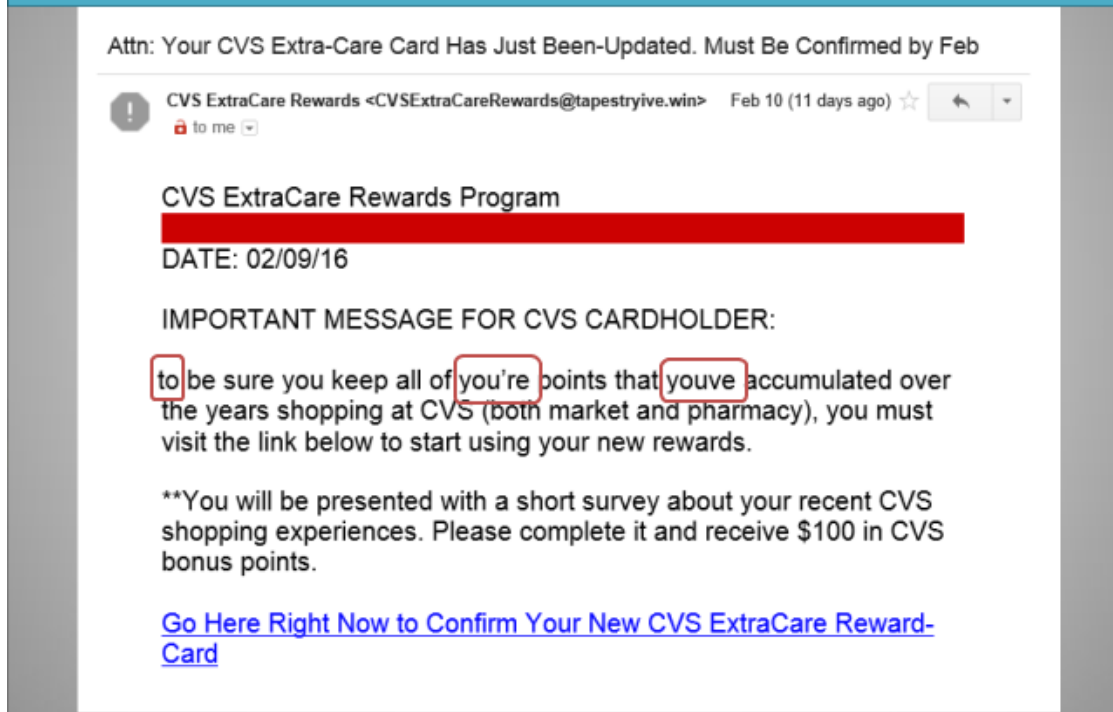 Attn: Your CVS Extra-Care Card Has Just Been-Updated. Must Be Confirmed by Feb
CVS ExtraCare Rewards <CVSExtraCareRewards@tapestryive.win> Feb 10 (11 days ago)
to me
CVS ExtraCare Rewards Program
DATE: 02/09/16
IMPORTANT MESSAGE FOR CVS CARDHOLDER:
to be sure you keep all of you're points that youve accumulated over
the years shopping at CVS (both market and pharmacy), you must
visit the link below to start using your new rewards.
**You will be presented with a short survey about your recent CVS
shopping experiences. Please complete it and receive $100 in CVS
bonus points.
Go Here Right Now to Confirm Your New CVS ExtraCare Reward-
Card